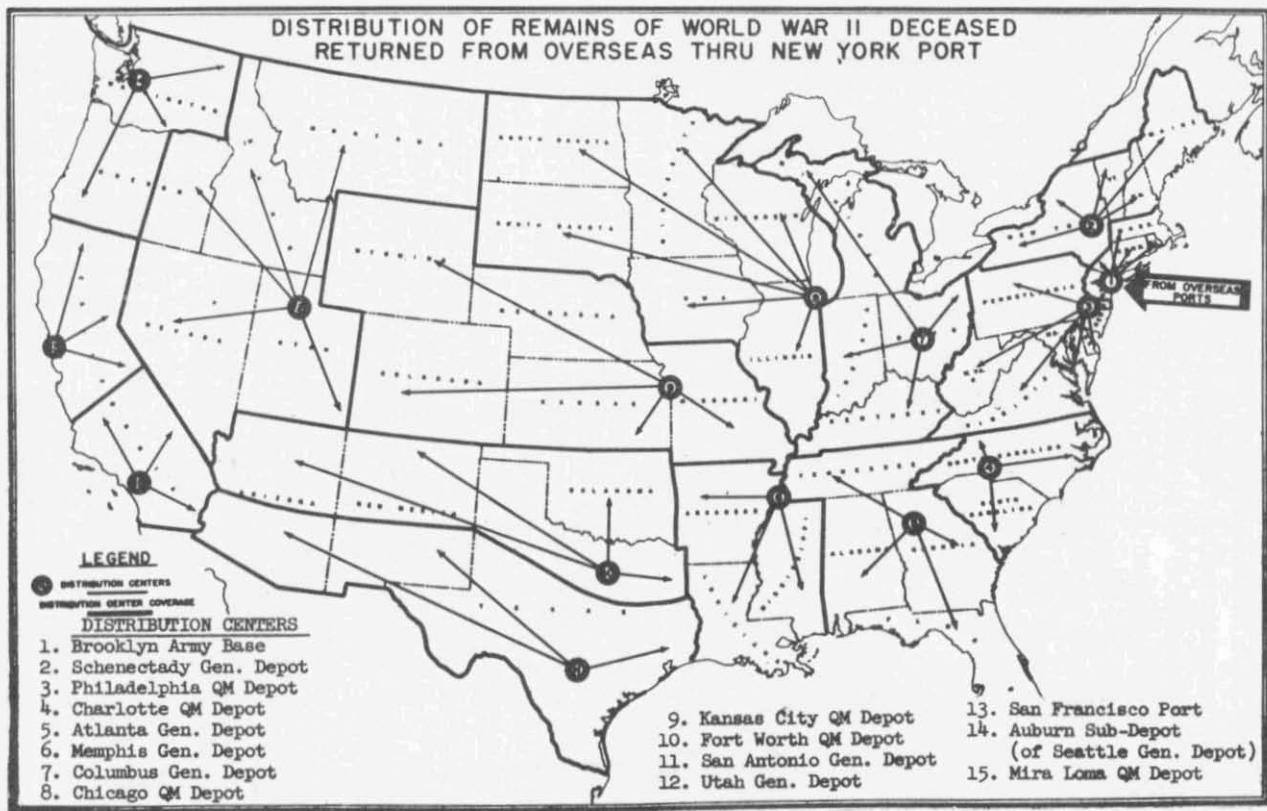 DISTRIBUTION OF REMAINS OF WORLD WAR II DECEASED
RETURNED FROM OVERSEAS THRU NEW YORK PORT
FROM OVERSEAS
PORTS
ILLINOIS
OKLAHOMA
LEGEND
DISTRIBUTION CENTERS
DISTRIBUTION CENTER COVERAGE
DISTRIBUTION CENTERS
1. Brooklyn Army Base
2. Schenectady Gen. Depot
3. Philadelphia QM Depot
4. Charlotte QM Depot
5. Atlanta Gen. Depot
6. Memphis Gen. Depot
7. Columbus Gen. Depot
8. Chicago QM Depot
9. Kansas City QM Depot
10. Fort Worth QM Depot
11. San Antonio Gen. Depot
12. Utah Gen. Depot
13. San Francisco Port
14. Auburn Sub-Depot
(of Seattle Gen. Depot)
15. Mira Loma QM Depot